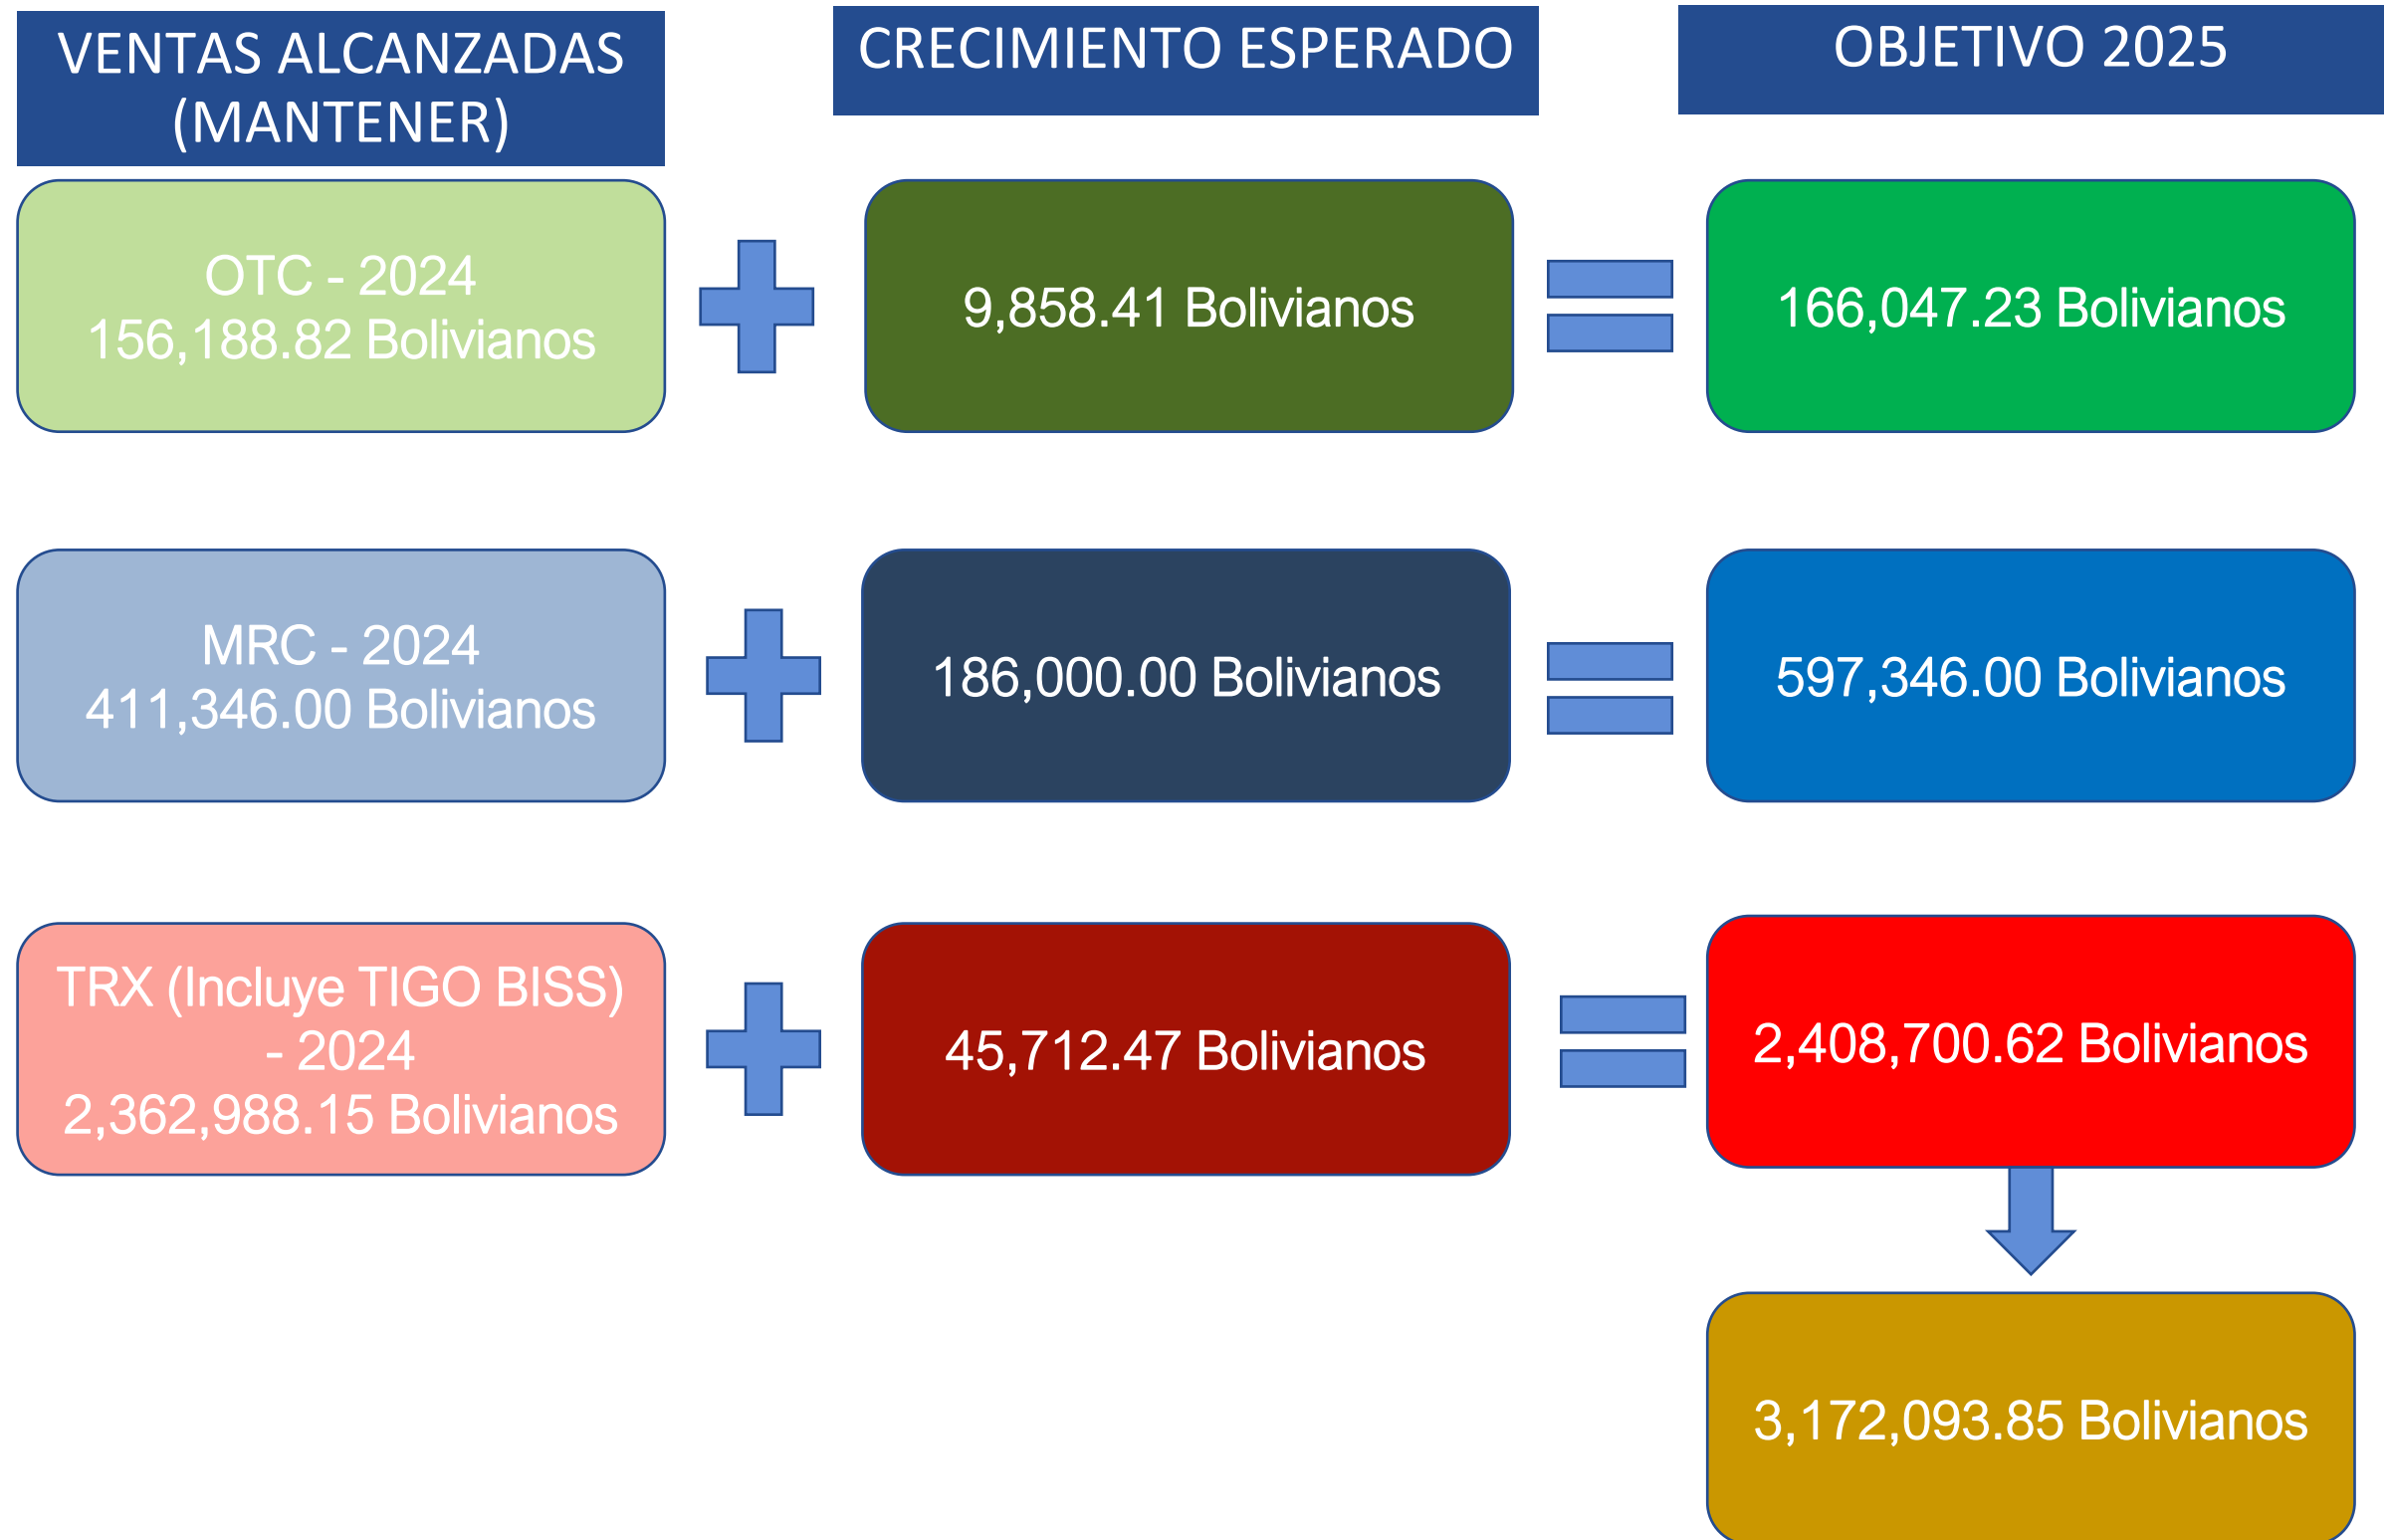 VENTAS ALCANZADAS
(MANTENER)
CRECIMIENTO ESPERADO
OBJETIVO 2025
OTC - 2024
156,188.82 Bolivianos
9,858.41 Bolivianos
166,047.23 Bolivianos
MRC - 2024
411,346.00 Bolivianos
186,000.00 Bolivianos
597,346.00 Bolivianos
TRX (Incluye TIGO BISS)
- 2024
2,362,988.15 Bolivianos
45,712.47 Bolivianos
2,408,700.62 Bolivianos
3,172,093.85 Bolivianos